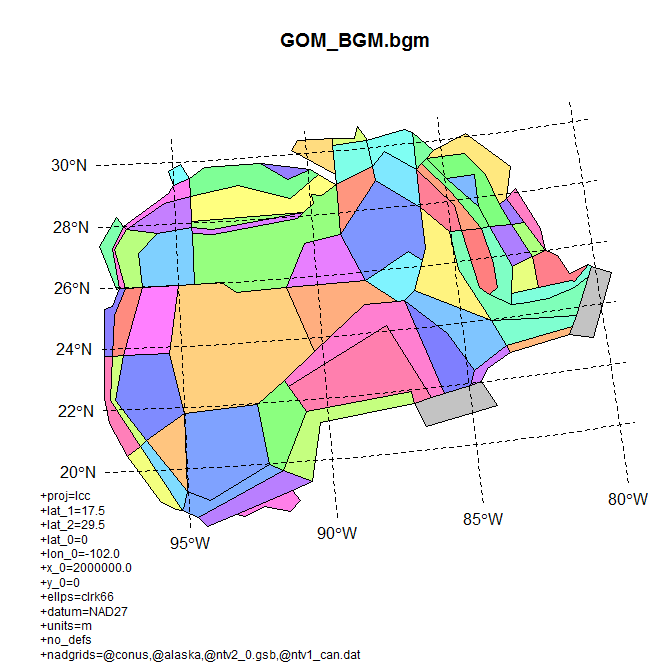 GOM_BGM.bgm
30°N
28°N
26°N
24°N
22°N
20°N
95°W
90°W
85°W
80°W
+proj=lcc
+lat_1=17.5
+lat_2=29.5
+lat_0=0
+lon_0=-102.0
+x_0=2000000.0
+y_0=0
+ellps=clrk66
+datum=NAD27
+units=m
+no_defs
+nadgrids=@conus,@alaska,@ntv2_0.gsb,@ntv1_can.dat